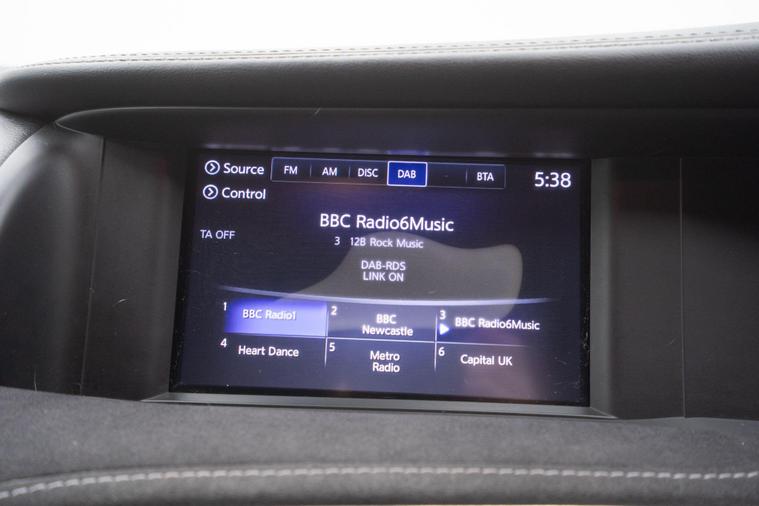 Source FM AM DISC DAB - BTA 5:38
Control
BBC Radio6Music
TA OFF
3 12B Rock Music
DAB-RDS
LINK ON
1 BBC Radio1
2 BBC
Newcastle
3 BBC Radio6Music
4 Heart Dance
5 Metro
Radio
6 Capital UK